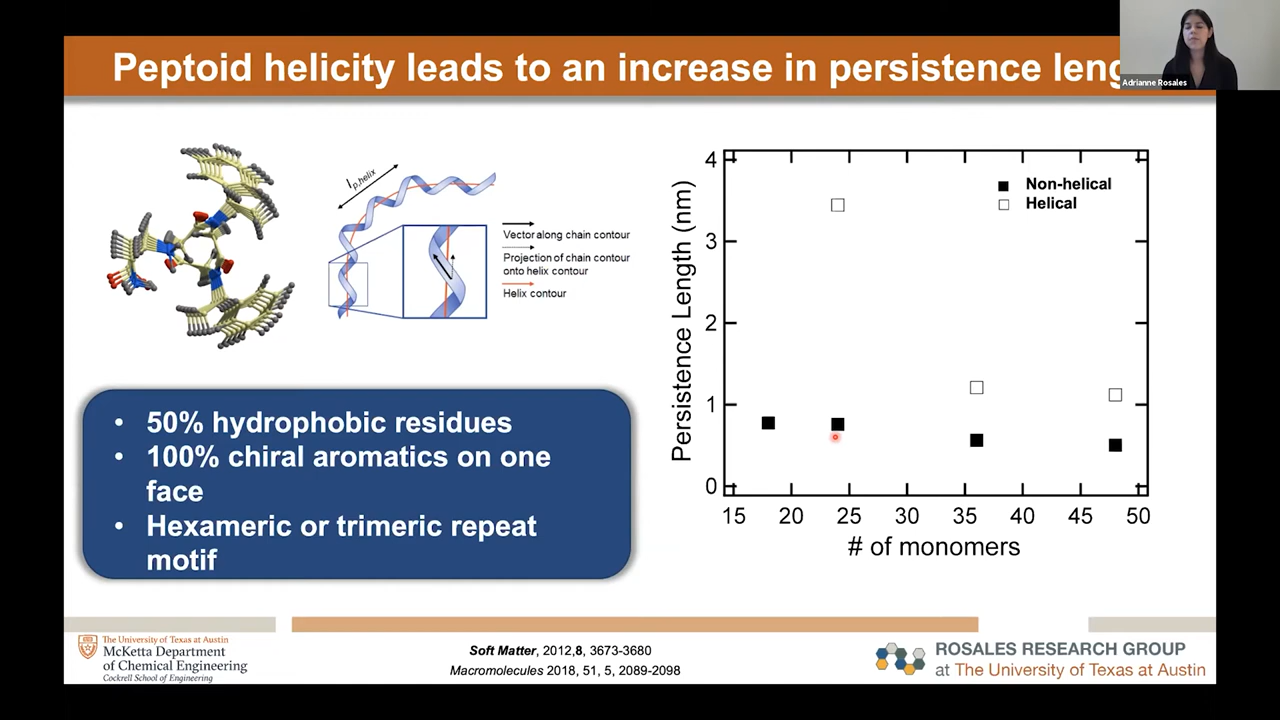 Peptoid helicity leads to an increase in persistence leng
Adrianne Rosales
lp,helix
Vector along chain contour
Projection of chain contour
onto helix contour
Helix contour
• 50% hydrophobic residues
• 100% chiral aromatics on one
face
• Hexameric or trimeric repeat
motif
Persistence Length (nm)
4
3
2
1
0
Non-helical
Helical
15 20 25 30 35 40 45 50
# of monomers
The University of Texas at Austin
McKetta Department
of Chemical Engineering
Cockrell School of Engineering
Soft Matter, 2012,8, 3673-3680
Macromolecules 2018, 51, 5, 2089-2098
ROSALES RESEARCH GROUP
at The University of Texas at Austin